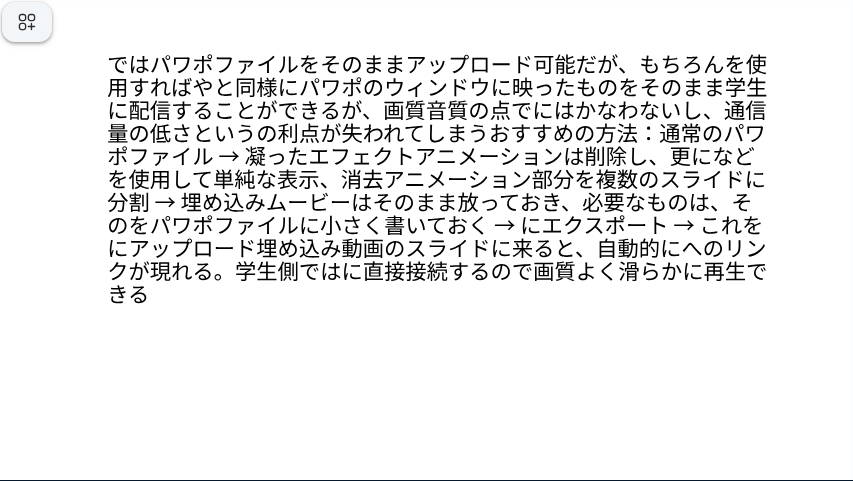 ではパワポファイルをそのままアップロード可能だが、もちろんを使
用すればやと同様にパワポのウィンドウに映ったものをそのまま学生
に配信することができるが、画質音質の点でにはかなわないし、通信
量の低さというの利点が失われてしまうおすすめの方法：通常のパワ
ポファイル → 凝ったエフェクトアニメーションは削除し、更になど
を使用して単純な表示、消去アニメーション部分を複数のスライドに
分割 → 埋め込みムービーはそのまま放っておき、必要なものは、そ
のをパワポファイルに小さく書いておく → にエクスポート → これを
にアップロード埋め込み動画のスライドに来ると、自動的にへのリン
クが現れる。学生側ではに直接接続するので画質よく滑らかに再生で
きる